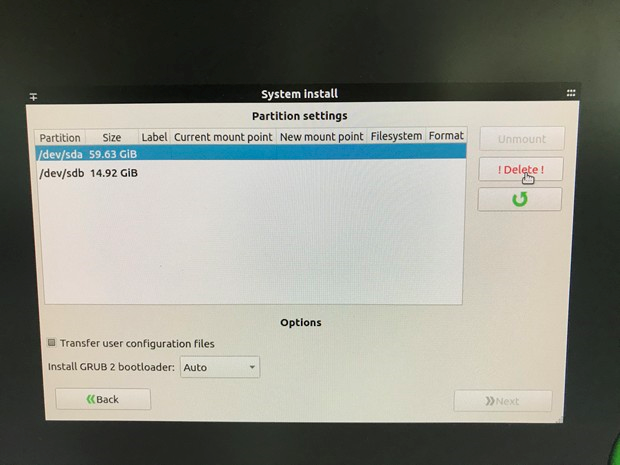 System install
Partition settings
Partition Size Label Current mount point New mount point Filesystem Format
/dev/sda 59.63 GiB
/dev/sdb 14.92 GiB
Unmount
! Delete !
Options
Transfer user configuration files
Install GRUB 2 bootloader: Auto
Back
Next